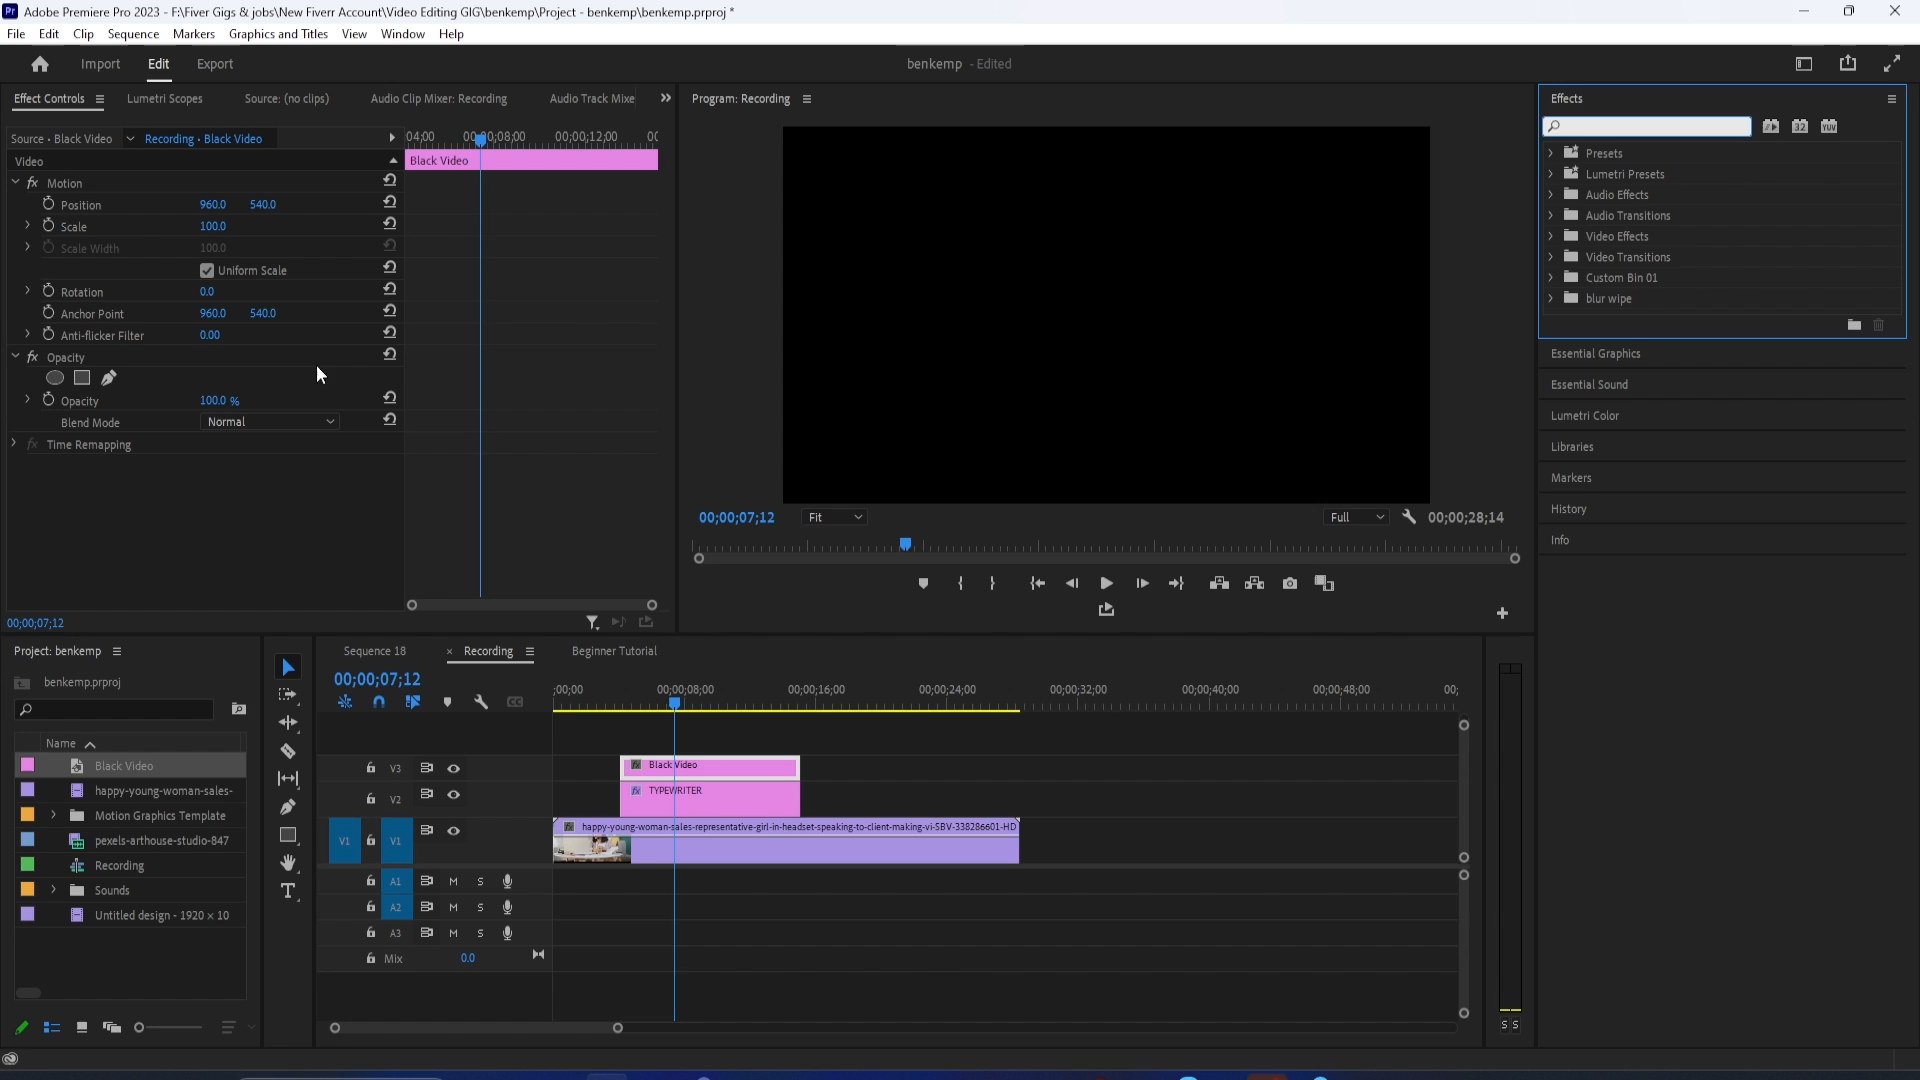 Adobe Premiere Pro 2023 - F:\Fiver Gigs & jobs\New Fiverr Account\Video Editing GIG\benkemp\Project - benkemp\benkemp.prproj *
File Edit Clip Sequence Markers Graphics and Titles View Window Help
Import Edit Export
benkemp - Edited
Effect Controls Lumetri Scopes Source: (no clips) Audio Clip Mixer: Recording Audio Track Mixe
Source • Black Video Recording • Black Video
04;00 00;00;08;00 00;00;12;00 00
Video
Black Video
fx Motion
Position 960.0 540.0
Scale 100.0
Scale Width 100.0
Uniform Scale
Rotation 0.0
Anchor Point 960.0 540.0
Anti-flicker Filter 0.00
fx Opacity
Opacity 100.0 %
Blend Mode Normal
fx Time Remapping
00;00;07;12
Program: Recording
00;00;07;12 Fit Full 00;00;28;14
Effects
32 YUV
Presets
Lumetri Presets
Audio Effects
Audio Transitions
Video Effects
Video Transitions
Custom Bin 01
blur wipe
Essential Graphics
Essential Sound
Lumetri Color
Libraries
Markers
History
Info
Project: benkemp
benkemp.prproj
Name
Black Video
happy-young-woman-sales-
Motion Graphics Template
pexels-arthouse-studio-847
Recording
Sounds
Untitled design - 1920 × 10
Sequence 18 × Recording Beginner Tutorial
00;00;07;12
;00;00 00;00;08;00 00;00;16;00 00;00;24;00 00;00;32;00 00;00;40;00 00;00;48;00 00;
V3 fx Black Video
V2 fx TYPEWRITER
V1 V1 fx happy-young-woman-sales-representative-girl-in-headset-speaking-to-client-making-vi-SBV-338286601-HD
A1 M S
A2 M S
A3 M S
Mix 0.0
S S